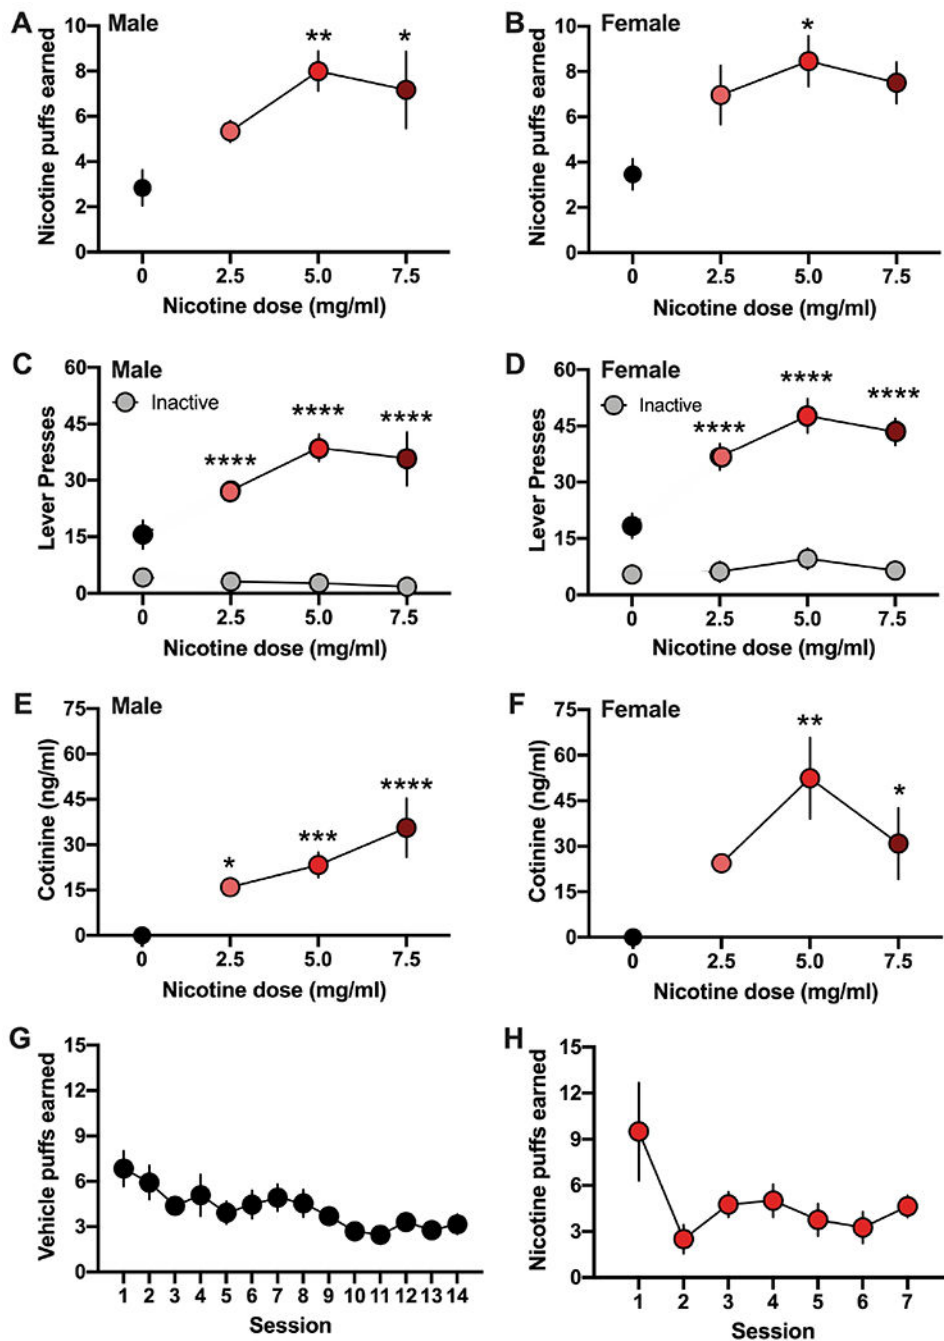 A Male
Nicotine puffs earned
10
8
6
4
2
0
** *
0 2.5 5.0 7.5
Nicotine dose (mg/ml)
B Female
Nicotine puffs earned
10
8
6
4
2
0
*
0 2.5 5.0 7.5
Nicotine dose (mg/ml)
C Male
Inactive
Lever Presses
60
45
30
15
0
**** **** ****
0 2.5 5.0 7.5
Nicotine dose (mg/ml)
D Female
Inactive
Lever Presses
60
45
30
15
0
**** **** ****
0 2.5 5.0 7.5
Nicotine dose (mg/ml)
E Male
Cotinine (ng/ml)
75
60
45
30
15
0
* *** ****
0 2.5 5.0 7.5
Nicotine dose (mg/ml)
F Female
Cotinine (ng/ml)
75
60
45
30
15
0
** *
0 2.5 5.0 7.5
Nicotine dose (mg/ml)
G
Vehicle puffs earned
15
12
9
6
3
0
1 2 3 4 5 6 7 8 9 10 11 12 13 14
Session
H
Nicotine puffs earned
15
12
9
6
3
0
1 2 3 4 5 6 7
Session